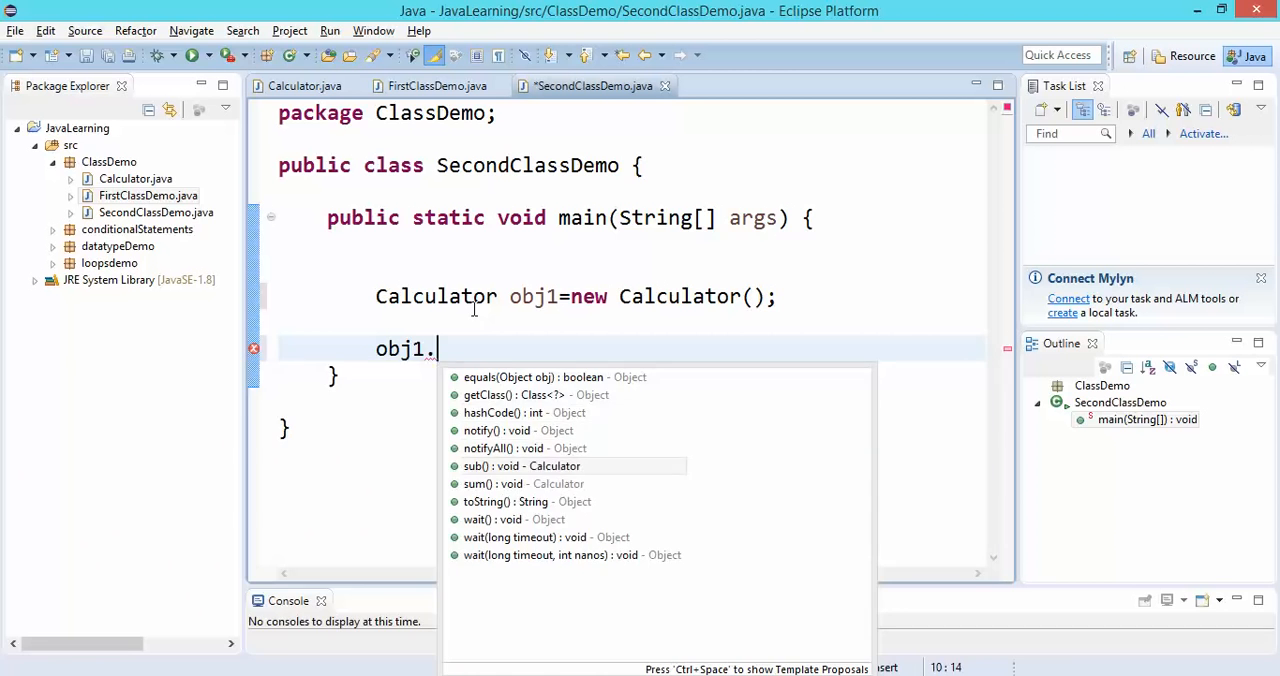 Java - JavaLearning/src/ClassDemo/SecondClassDemo.java - Eclipse Platform
File Edit Source Refactor Navigate Search Project Run Window Help
Quick Access
Resource
Java
Package Explorer
JavaLearning
src
ClassDemo
Calculator.java
FirstClassDemo.java
SecondClassDemo.java
conditionalStatements
datatypeDemo
loopsdemo
JRE System Library [JavaSE-1.8]
Calculator.java
FirstClassDemo.java
*SecondClassDemo.java
package ClassDemo;
public class SecondClassDemo {
public static void main(String[] args) {
Calculator obj1=new Calculator();
obj1.
}
}
equals(Object obj) : boolean - Object
getClass() : Class<?> - Object
hashCode() : int - Object
notify() : void - Object
notifyAll() : void - Object
sub() : void - Calculator
sum() : void - Calculator
toString() : String - Object
wait() : void - Object
wait(long timeout) : void - Object
wait(long timeout, int nanos) : void - Object
Press 'Ctrl+Space' to show Template Proposals
Task List
Find
All
Activate...
Connect Mylyn
Connect to your task and ALM tools or
create a local task.
Outline
ClassDemo
SecondClassDemo
main(String[]) : void
Console
No consoles to display at this time.
nsert
10 : 14